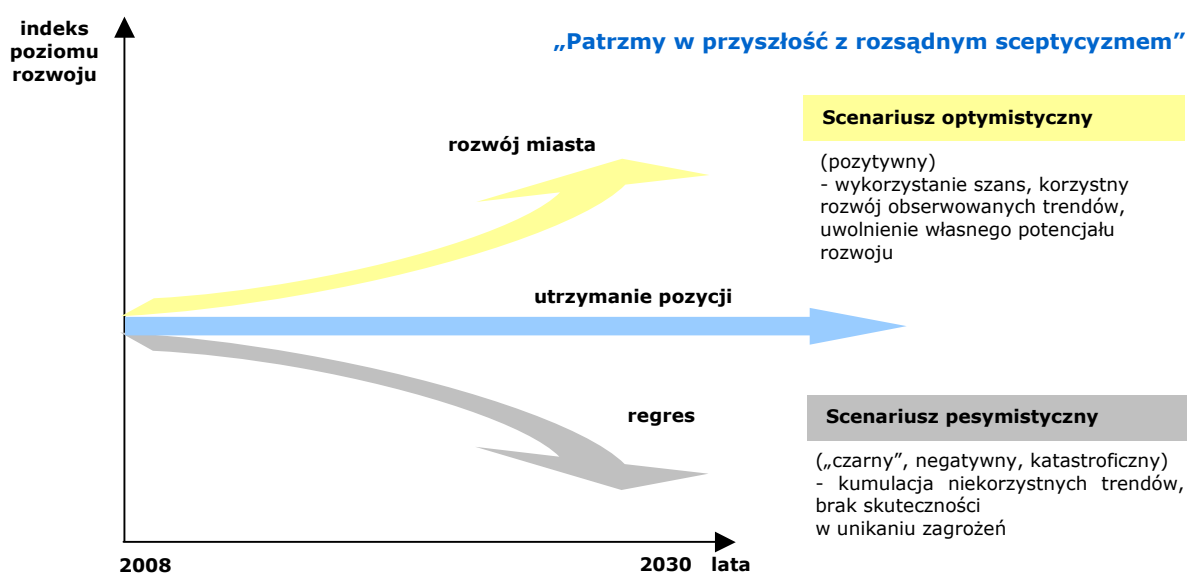 indeks
poziomu
rozwoju
„Patrzmy w przyszłość z rozsądnym sceptycyzmem”
Scenariusz optymistyczny
(pozytywny)
- wykorzystanie szans, korzystny
rozwój obserwowanych trendów,
uwolnienie własnego potencjału
rozwoju
rozwój miasta
utrzymanie pozycji
regres
Scenariusz pesymistyczny
(„czarny”, negatywny, katastroficzny)
- kumulacja niekorzystnych trendów,
brak skuteczności
w unikaniu zagrożeń
2008
2030 lata